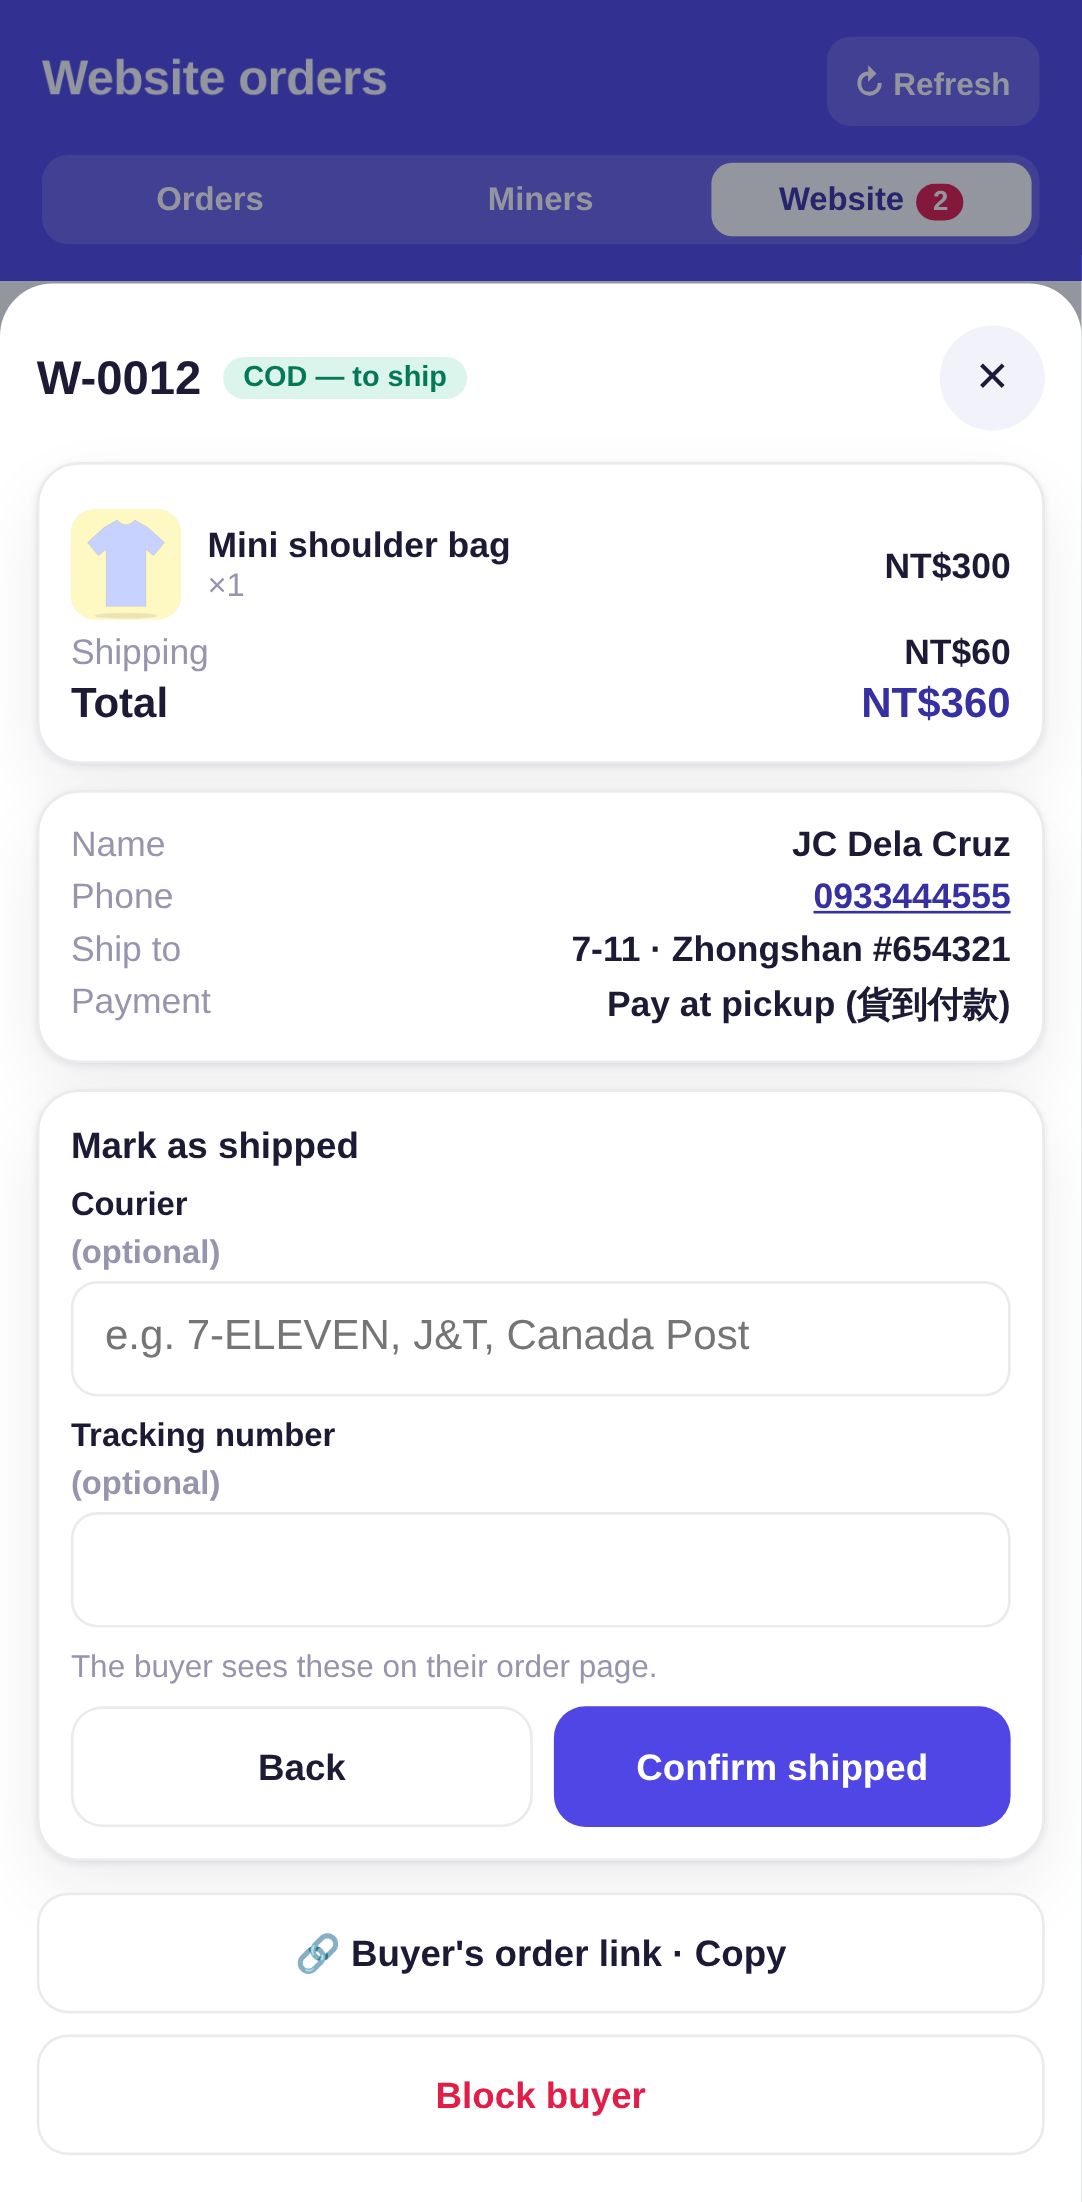 Website orders
↻ Refresh
Orders
Miners
Website 2
W-0012
COD — to ship
✕
Mini shoulder bag
×1
NT$300
Shipping
NT$60
Total
NT$360
Name
JC Dela Cruz
Phone
0933444555
Ship to
7-11 · Zhongshan #654321
Payment
Pay at pickup (貨到付款)
Mark as shipped
Courier
(optional)
e.g. 7-ELEVEN, J&T, Canada Post
Tracking number
(optional)
The buyer sees these on their order page.
Back
Confirm shipped
🔗 Buyer's order link · Copy
Block buyer